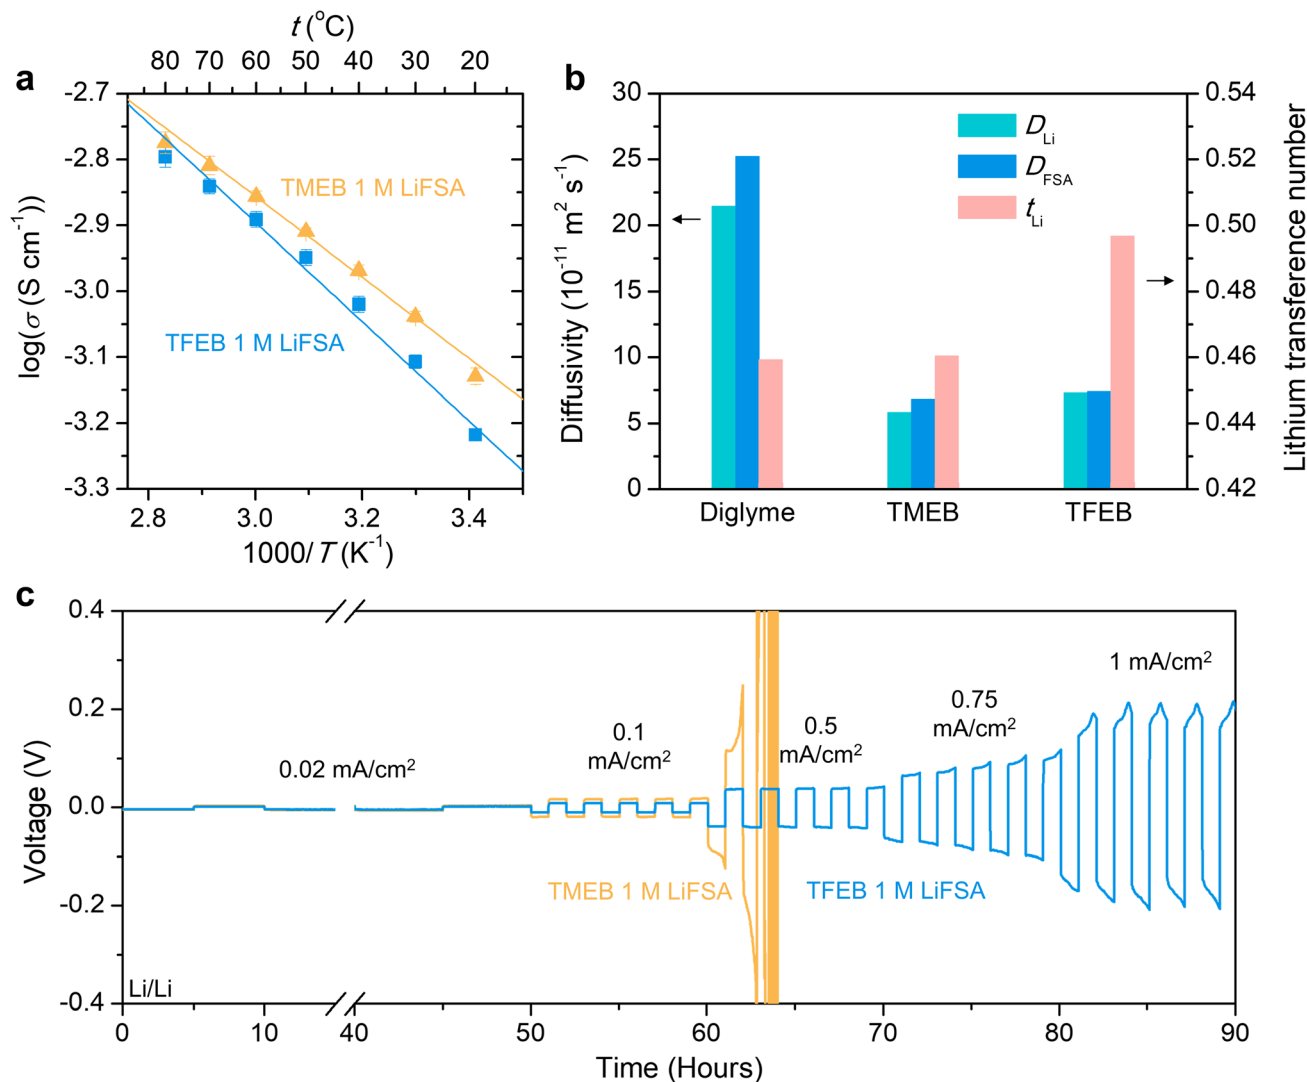 a
t (°C)
80 70 60 50 40 30 20
-2.7
-2.8
-2.9
-3.0
-3.1
-3.2
-3.3
log(σ (S cm⁻¹))
TMEB 1 M LiFSA
TFEB 1 M LiFSA
2.8 3.0 3.2 3.4
1000/T (K⁻¹)
b
30
25
20
15
10
5
0
Diffusivity (10⁻¹¹ m² s⁻¹)
D_Li
D_FSA
t_Li
0.54
0.52
0.50
0.48
0.46
0.44
0.42
Lithium transference number
Diglyme TMEB TFEB
c
0.4
0.2
0.0
-0.2
-0.4
Voltage (V)
0.02 mA/cm²
0.1
mA/cm²
0.5
mA/cm²
0.75
mA/cm²
1 mA/cm²
TMEB 1 M LiFSA
TFEB 1 M LiFSA
Li/Li
0 10 40 50 60 70 80 90
Time (Hours)